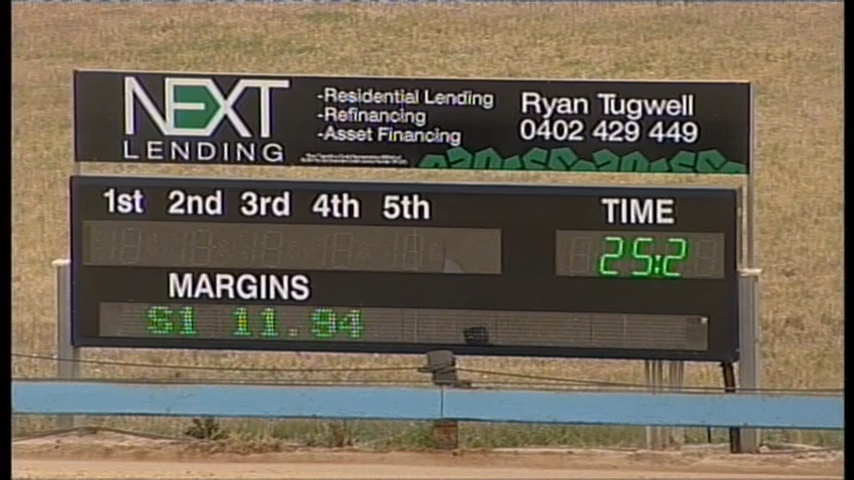 NEXT
LENDING
-Residential Lending
-Refinancing
-Asset Financing
Ryan Tugwell
0402 429 449
1st 2nd 3rd 4th 5th
TIME
25:2
MARGINS
S1 11.94